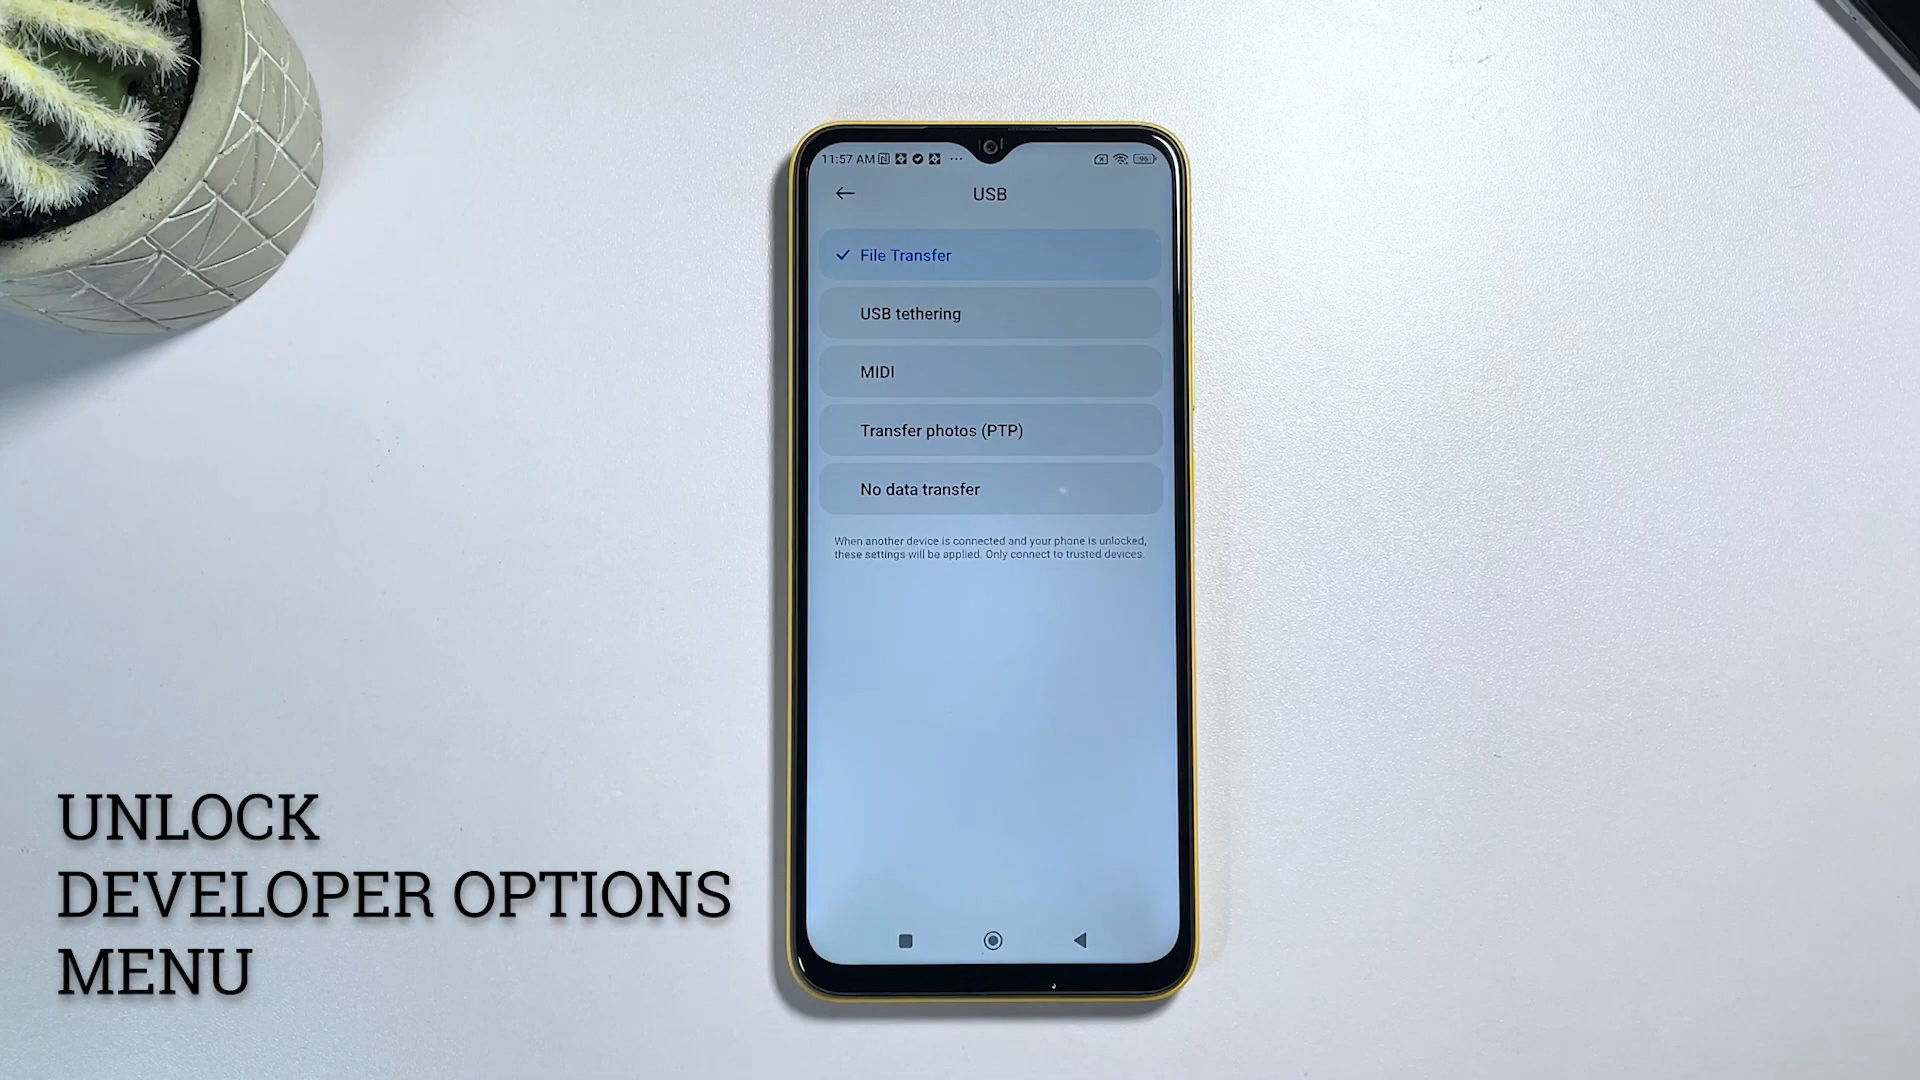 11:57 AM
96
USB
File Transfer
USB tethering
MIDI
Transfer photos (PTP)
No data transfer
When another device is connected and your phone is unlocked,
these settings will be applied. Only connect to trusted devices.
UNLOCK
DEVELOPER OPTIONS
MENU